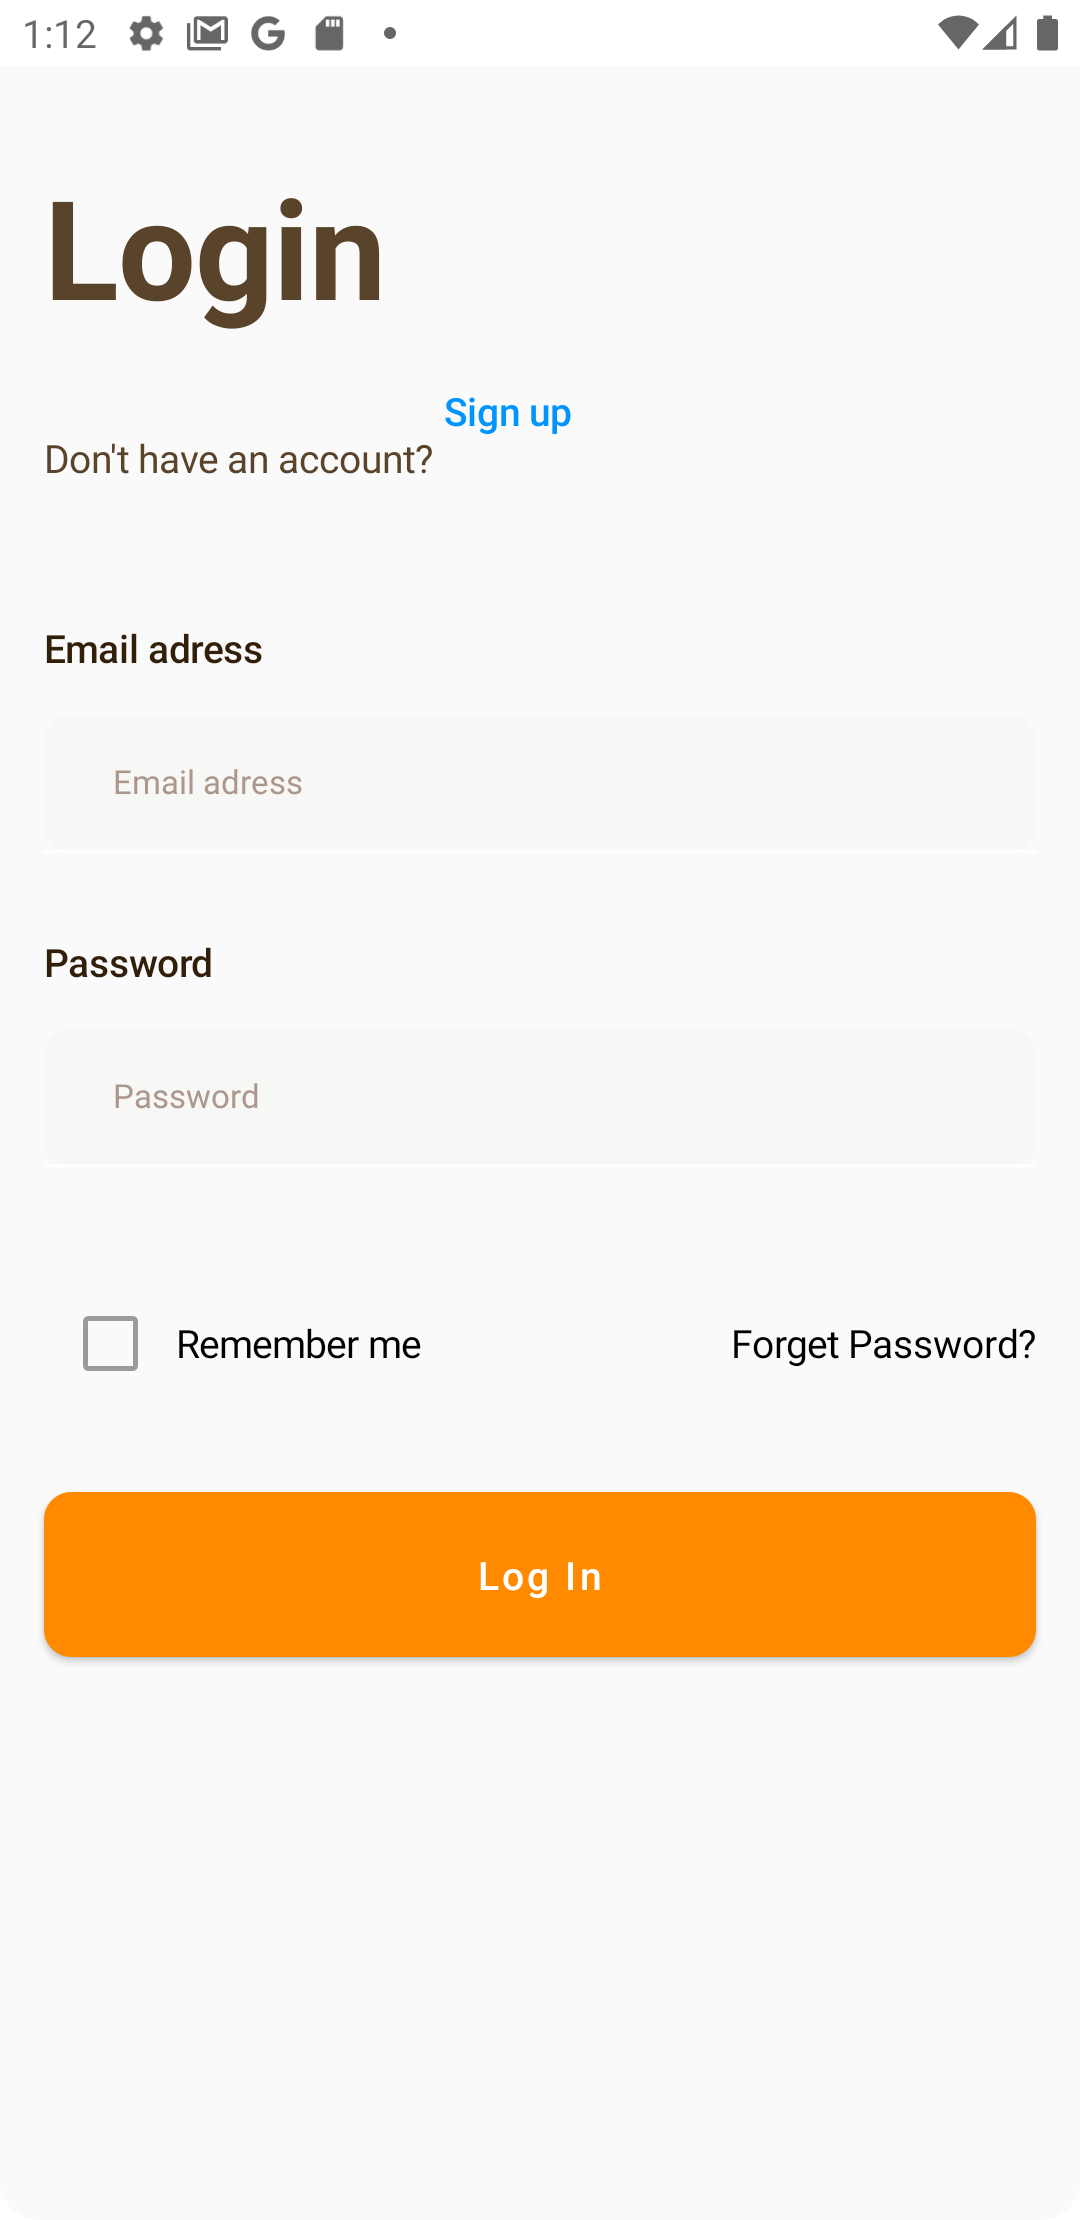 1:12
Login
Sign up
Don't have an account?
Email adress
Email adress
Password
Password
Remember me
Forget Password?
Log In